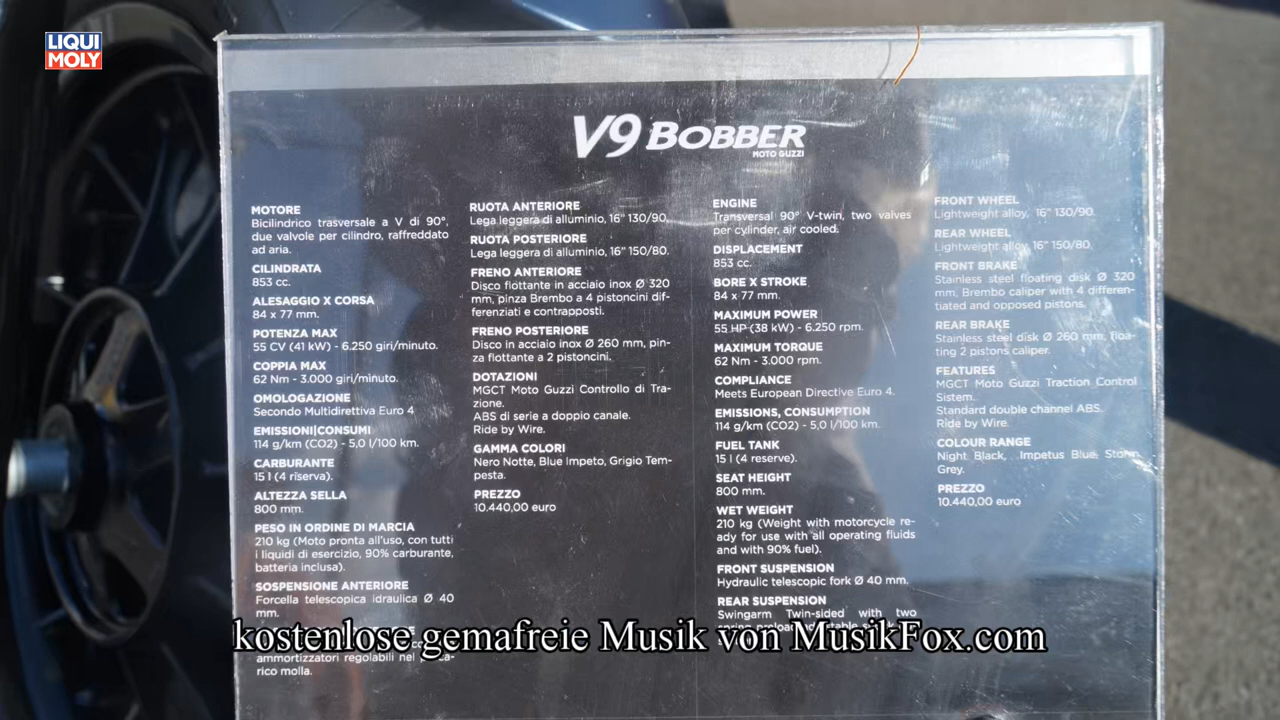 LIQUI
MOLY
V9 BOBBER
MOTO GUZZI
MOTORE
Bicilindrico trasversale a V di 90°,
due valvole per cilindro, raffreddato
ad aria.
CILINDRATA
853 cc.
ALESAGGIO X CORSA
84 x 77 mm.
POTENZA MAX
55 CV (41 kW) - 6.250 giri/minuto.
COPPIA MAX
62 Nm - 3.000 giri/minuto.
OMOLOGAZIONE
Secondo Multidirettiva Euro 4
EMISSIONI|CONSUMI
114 g/km (CO2) - 5,0 l/100 km.
CARBURANTE
15 l (4 riserva).
ALTEZZA SELLA
800 mm.
PESO IN ORDINE DI MARCIA
210 kg (Moto pronta all'uso, con tutti
i liquidi di esercizio, 90% carburante,
batteria inclusa).
SOSPENSIONE ANTERIORE
Forcella telescopica idraulica Ø 40
mm.
ammortizzatori regolabili nel
rico molla.
RUOTA ANTERIORE
Lega leggera di alluminio, 16" 130/90.
RUOTA POSTERIORE
Lega leggera di alluminio, 16" 150/80.
FRENO ANTERIORE
Disco flottante in acciaio inox Ø 320
mm, pinza Brembo a 4 pistoncini dif-
ferenziati e contrapposti.
FRENO POSTERIORE
Disco in acciaio inox Ø 260 mm, pin-
za flottante a 2 pistoncini.
DOTAZIONI
MGCT Moto Guzzi Controllo di Tra-
zione.
ABS di serie a doppio canale.
Ride by Wire.
GAMMA COLORI
Nero Notte, Blue Impeto, Grigio Tem-
pesta.
PREZZO
10.440,00 euro
ENGINE
Transversal 90° V-twin, two valves
per cylinder, air cooled.
DISPLACEMENT
853 cc.
BORE X STROKE
84 x 77 mm.
MAXIMUM POWER
55 HP (38 kW) - 6.250 rpm.
MAXIMUM TORQUE
62 Nm - 3.000 rpm.
COMPLIANCE
Meets European Directive Euro 4.
EMISSIONS, CONSUMPTION
114 g/km (CO2) - 5,0 l/100 km.
FUEL TANK
15 l (4 reserve).
SEAT HEIGHT
800 mm.
WET WEIGHT
210 kg (Weight with motorcycle re-
ady for use with all operating fluids
and with 90% fuel).
FRONT SUSPENSION
Hydraulic telescopic fork Ø 40 mm.
REAR SUSPENSION
Swingarm Twin-sided with two
FRONT WHEEL
Lightweight alloy, 16" 130/90.
REAR WHEEL
Lightweight alloy, 16" 150/80.
FRONT BRAKE
Stainless steel floating disk Ø 320
mm, Brembo caliper with 4 differen-
tiated and opposed pistons.
REAR BRAKE
Stainless steel disk Ø 260 mm, floa-
ting 2 pistons caliper.
FEATURES
MGCT Moto Guzzi Traction Control
Sistem.
Standard double channel ABS.
Ride by Wire.
COLOUR RANGE
Night Black, Impetus Blue, Storm
Grey.
PREZZO
10.440,00 euro
kostenlose gemafreie Musik von MusikFox.com